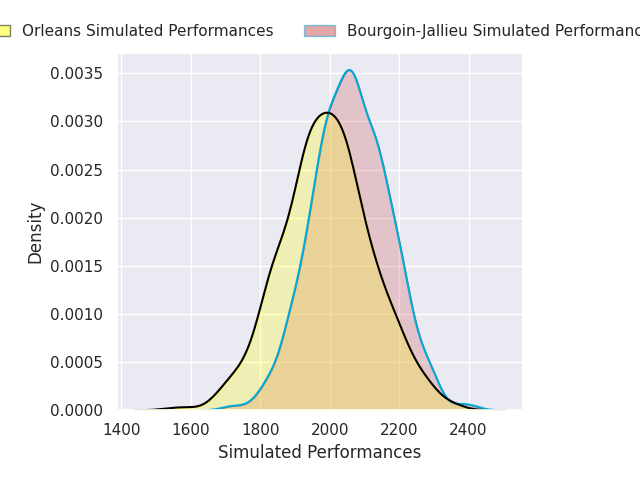 Orleans Simulated Performances
Bourgoin-Jallieu Simulated
0.0035
0.0030
0.0025
0.0020
0.0015
0.0010
0.0005
0.0000
Density
1400 1600 1800 2000 2200 2400
Simulated Performances